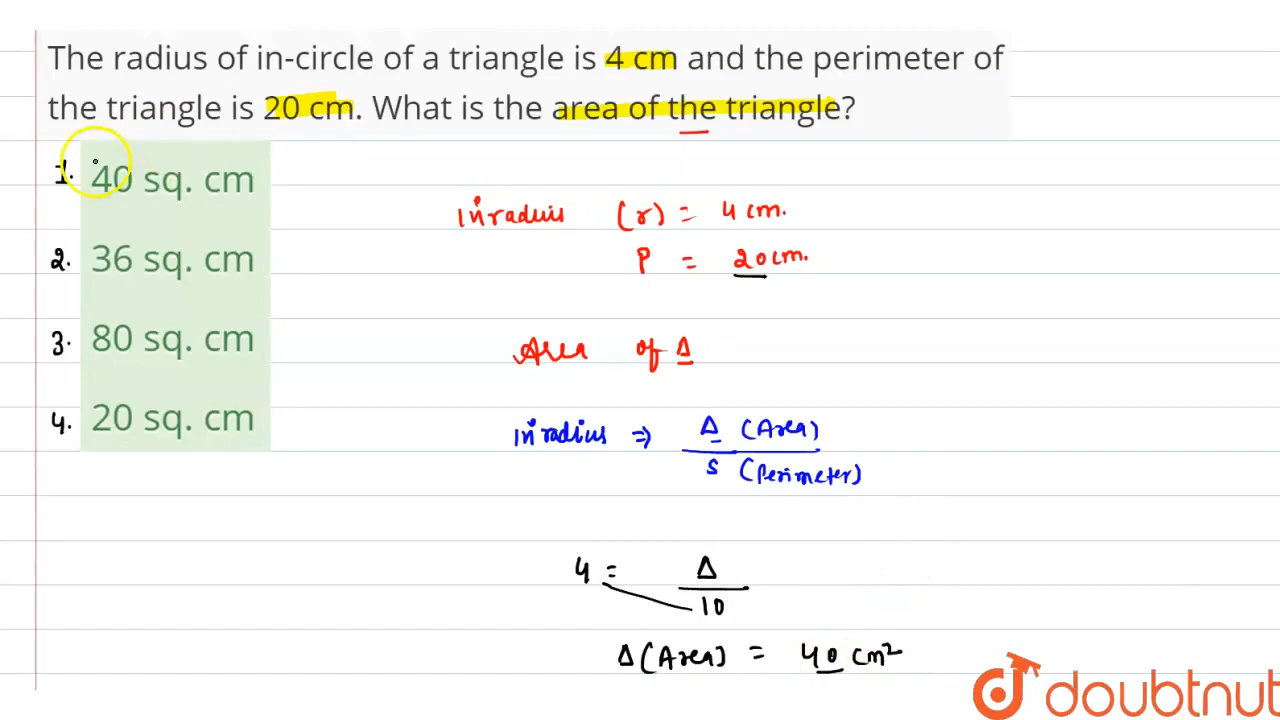 The radius of in-circle of a triangle is 4 cm and the perimeter of
the triangle is 20 cm. What is the area of the triangle?
1. 40 sq. cm
2. 36 sq. cm
3. 80 sq. cm
4. 20 sq. cm
inradius (r) = 4 cm.
P = 20 cm.
Area of Δ
inradius ⇒ Δ (Area)
s (Perimeter)
4 = Δ
10
Δ (Area) = 40 cm²
doubtnut